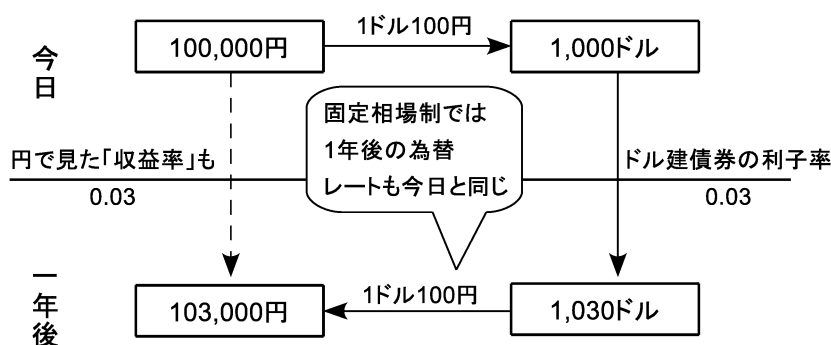 今日
100,000円
1ドル100円
1,000ドル
固定相場制では
1年後の為替
レートも今日と同じ
円で見た「収益率」も
0.03
ドル建債券の利子率
0.03
一年後
103,000円
1ドル100円
1,030ドル